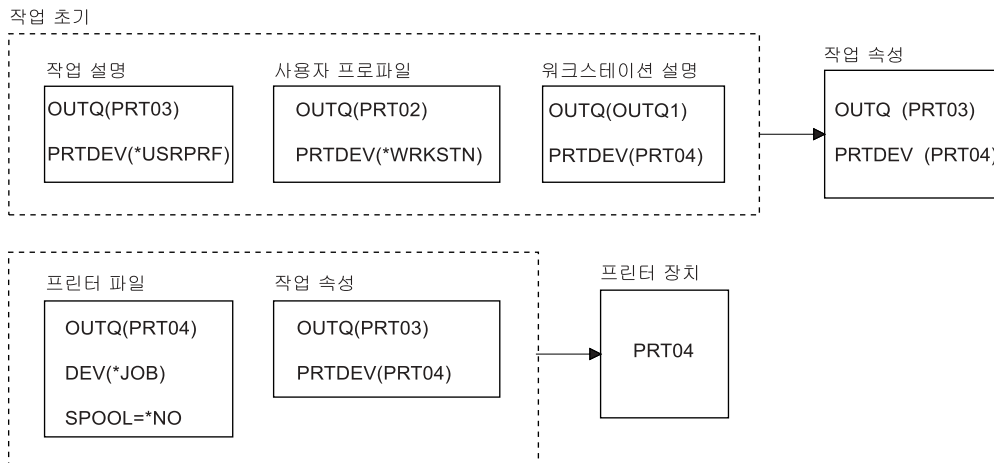 작업 초기
작업 설명
OUTQ(PRT03)
PRTDEV(*USRPRF)
사용자 프로파일
OUTQ(PRT02)
PRTDEV(*WRKSTN)
워크스테이션 설명
OUTQ(OUTQ1)
PRTDEV(PRT04)
작업 속성
OUTQ (PRT03)
PRTDEV (PRT04)
프린터 파일
OUTQ(PRT04)
DEV(*JOB)
SPOOL=*NO
작업 속성
OUTQ(PRT03)
PRTDEV(PRT04)
프린터 장치
PRT04